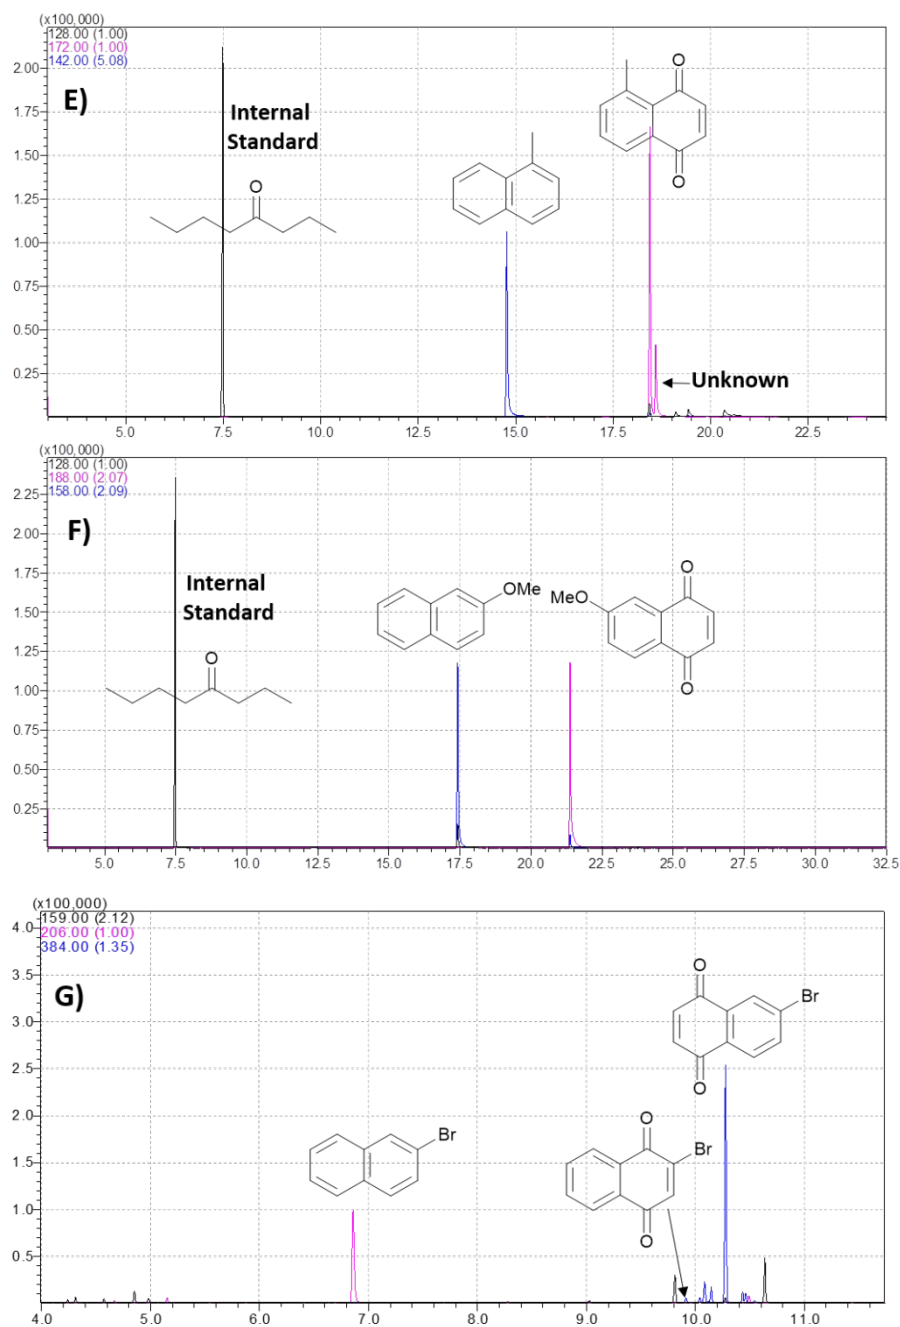 (x100,000)
128.00 (1.00)
172.00 (1.00)
142.00 (5.08)
2.00
E)
Internal
Standard
O
O
O
1.75
1.50
1.25
1.00
0.75
0.50
0.25
Unknown
5.0 7.5 10.0 12.5 15.0 17.5 20.0 22.5
(x100,000)
128.00 (1.00)
188.00 (2.07)
158.00 (2.09)
2.25
F)
2.00
Internal
Standard
O
OMe
MeO
O
O
1.75
1.50
1.25
1.00
0.75
0.50
0.25
5.0 7.5 10.0 12.5 15.0 17.5 20.0 22.5 25.0 27.5 30.0 32.5
(x100,000)
159.00 (2.12)
206.00 (1.00)
384.00 (1.35)
4.0
G)
O
Br
O
3.5
3.0
2.5
2.0
Br
O
Br
O
1.5
1.0
0.5
4.0 5.0 6.0 7.0 8.0 9.0 10.0 11.0